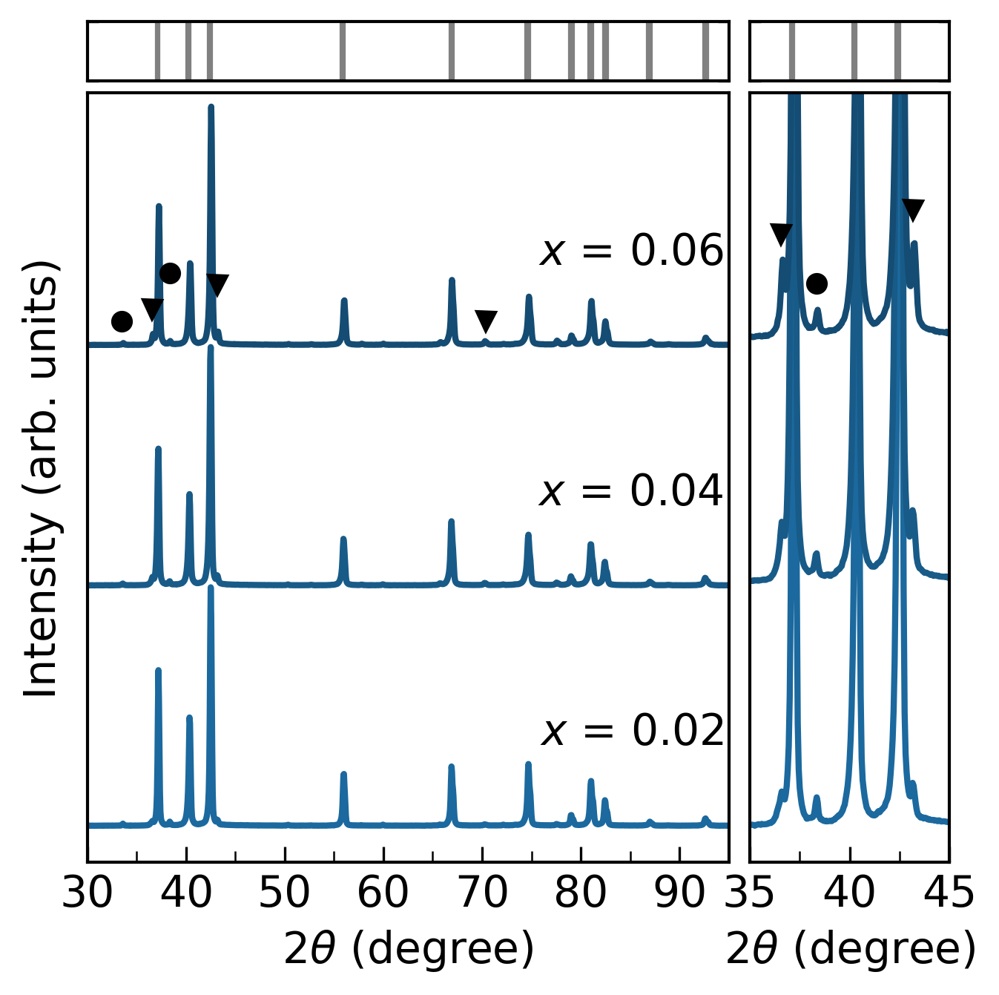 x = 0.06
x = 0.04
x = 0.02
Intensity (arb. units)
30 40 50 60 70 80 90 35 40 45
2θ (degree) 2θ (degree)